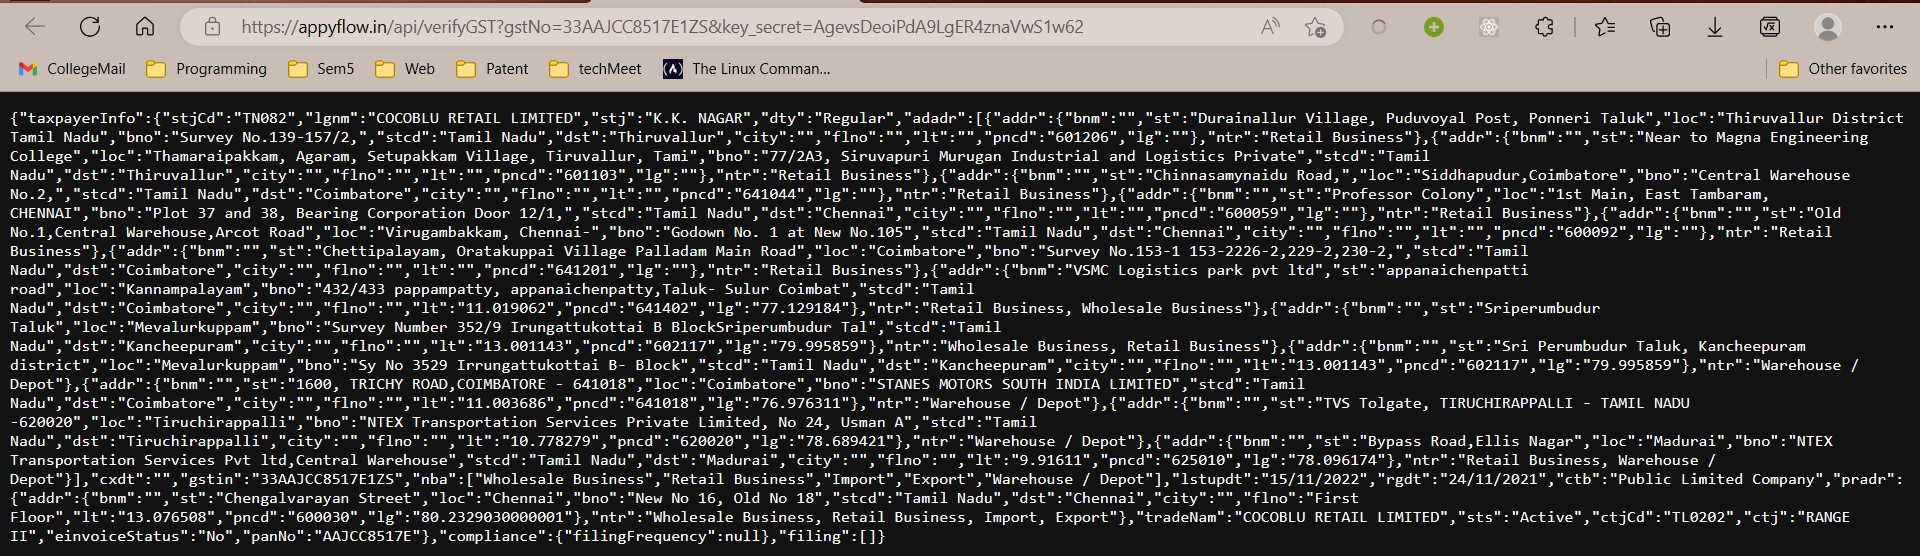 https://appyflow.in/api/verifyGST?gstNo=33AAJCC8517E1ZS&key_secret=AgevsDeoiPdA9LgER4znaVwS1w62
CollegeMail Programming Sem5 Web Patent techMeet The Linux Comman... Other favorites
{"taxpayerInfo":{"stjCd":"TN082","lgnm":"COCOBLU RETAIL LIMITED","stj":"K.K. NAGAR","dty":"Regular","adadr":[{"addr":{"bnm":"","st":"Durainallur Village, Puduvoyal Post, Ponneri Taluk","loc":"Thiruvallur District
Tamil Nadu","bno":"Survey No.139-157/2,","stcd":"Tamil Nadu","dst":"Thiruvallur","city":"","flno":"","lt":"","pncd":"601206","lg":""},"ntr":"Retail Business"},{"addr":{"bnm":"","st":"Near to Magna Engineering
College","loc":"Thamaraipakkam, Agaram, Setupakkam Village, Tiruvallur, Tami","bno":"77/2A3, Siruvapuri Murugan Industrial and Logistics Private","stcd":"Tamil
Nadu","dst":"Thiruvallur","city":"","flno":"","lt":"","pncd":"601103","lg":""},"ntr":"Retail Business"},{"addr":{"bnm":"","st":"Chinnasamynaidu Road,","loc":"Siddhapudur,Coimbatore","bno":"Central Warehouse
No.2,","stcd":"Tamil Nadu","dst":"Coimbatore","city":"","flno":"","lt":"","pncd":"641044","lg":""},"ntr":"Retail Business"},{"addr":{"bnm":"","st":"Professor Colony","loc":"1st Main, East Tambaram,
CHENNAI","bno":"Plot 37 and 38, Bearing Corporation Door 12/1,","stcd":"Tamil Nadu","dst":"Chennai","city":"","flno":"","lt":"","pncd":"600059","lg":""},"ntr":"Retail Business"},{"addr":{"bnm":"","st":"Old
No.1,Central Warehouse,Arcot Road","loc":"Virugambakkam, Chennai-","bno":"Godown No. 1 at New No.105","stcd":"Tamil Nadu","dst":"Chennai","city":"","flno":"","lt":"","pncd":"600092","lg":""},"ntr":"Retail
Business"},{"addr":{"bnm":"","st":"Chettipalayam, Oratakuppai Village Palladam Main Road","loc":"Coimbatore","bno":"Survey No.153-1 153-2226-2,229-2,230-2,","stcd":"Tamil
Nadu","dst":"Coimbatore","city":"","flno":"","lt":"","pncd":"641201","lg":""},"ntr":"Retail Business"},{"addr":{"bnm":"VSMC Logistics park pvt ltd","st":"appanaichenpatti
road","loc":"Kannampalayam","bno":"432/433 pappampatty, appanaichenpatty,Taluk- Sulur Coimbat","stcd":"Tamil
Nadu","dst":"Coimbatore","city":"","flno":"","lt":"11.019062","pncd":"641402","lg":"77.129184"},"ntr":"Retail Business, Wholesale Business"},{"addr":{"bnm":"","st":"Sriperumbudur
Taluk","loc":"Mevalurkuppam","bno":"Survey Number 352/9 Irungattukottai B BlockSriperumbudur Tal","stcd":"Tamil
Nadu","dst":"Kancheepuram","city":"","flno":"","lt":"13.001143","pncd":"602117","lg":"79.995859"},"ntr":"Wholesale Business, Retail Business"},{"addr":{"bnm":"","st":"Sri Perumbudur Taluk, Kancheepuram
district","loc":"Mevalurkuppam","bno":"Sy No 3529 Irrungattukottai B- Block","stcd":"Tamil Nadu","dst":"Kancheepuram","city":"","flno":"","lt":"13.001143","pncd":"602117","lg":"79.995859"},"ntr":"Warehouse /
Depot"},{"addr":{"bnm":"","st":"1600, TRICHY ROAD,COIMBATORE - 641018","loc":"Coimbatore","bno":"STANES MOTORS SOUTH INDIA LIMITED","stcd":"Tamil
Nadu","dst":"Coimbatore","city":"","flno":"","lt":"11.003686","pncd":"641018","lg":"76.976311"},"ntr":"Warehouse / Depot"},{"addr":{"bnm":"","st":"TVS Tolgate, TIRUCHIRAPPALLI - TAMIL NADU
-620020","loc":"Tiruchirappalli","bno":"NTEX Transportation Services Private Limited, No 24, Usman A","stcd":"Tamil
Nadu","dst":"Tiruchirappalli","city":"","flno":"","lt":"10.778279","pncd":"620020","lg":"78.689421"},"ntr":"Warehouse / Depot"},{"addr":{"bnm":"","st":"Bypass Road,Ellis Nagar","loc":"Madurai","bno":"NTEX
Transportation Services Pvt ltd,Central Warehouse","stcd":"Tamil Nadu","dst":"Madurai","city":"","flno":"","lt":"9.91611","pncd":"625010","lg":"78.096174"},"ntr":"Retail Business, Warehouse /
Depot"}],"cxdt":"","gstin":"33AAJCC8517E1ZS","nba":["Wholesale Business","Retail Business","Import","Export","Warehouse / Depot"],"lstupdt":"15/11/2022","rgdt":"24/11/2021","ctb":"Public Limited Company","pradr":
{"addr":{"bnm":"","st":"Chengalvarayan Street","loc":"Chennai","bno":"New No 16, Old No 18","stcd":"Tamil Nadu","dst":"Chennai","city":"","flno":"First
Floor","lt":"13.076508","pncd":"600030","lg":"80.2329030000001"},"ntr":"Wholesale Business, Retail Business, Import, Export"},"tradeNam":"COCOBLU RETAIL LIMITED","sts":"Active","ctjCd":"TL0202","ctj":"RANGE
II","einvoiceStatus":"No","panNo":"AAJCC8517E"},"compliance":{"filingFrequency":null},"filing":[]}